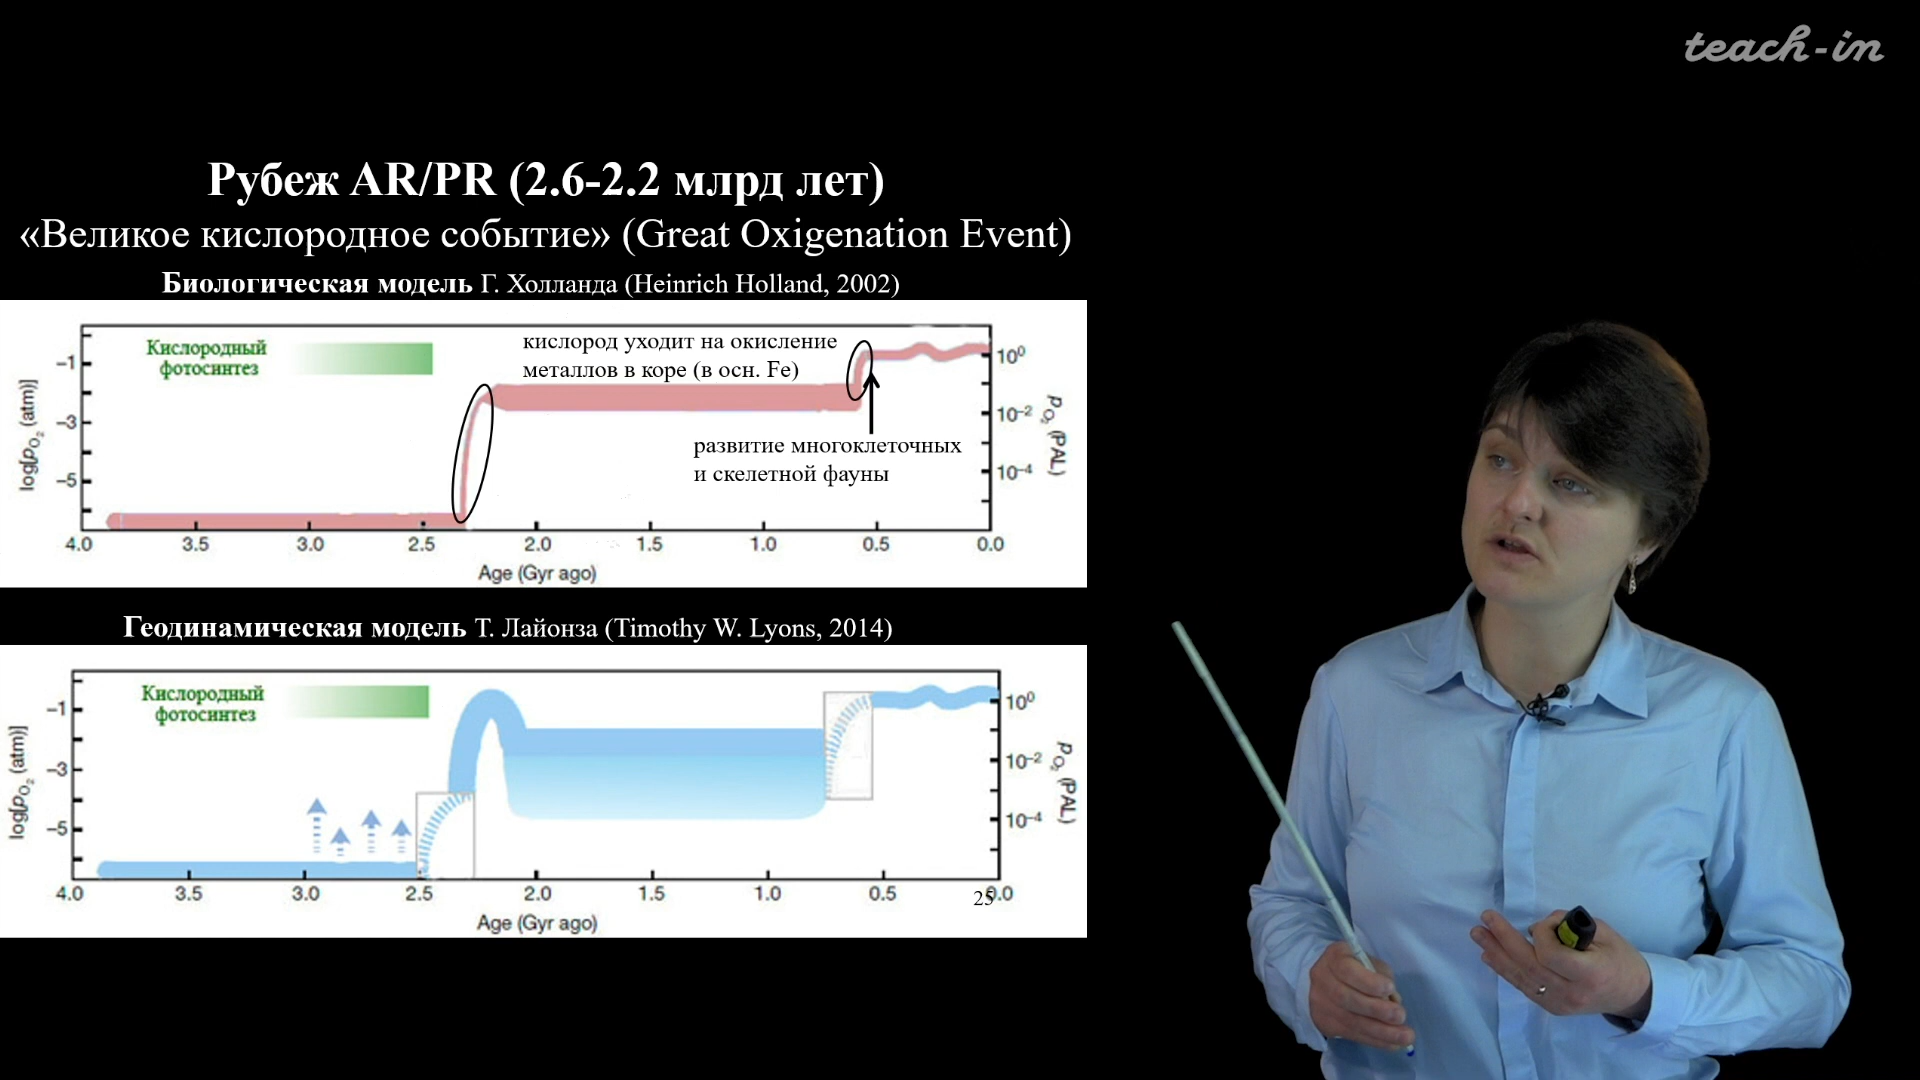 teach-in
Рубеж AR/PR (2.6-2.2 млрд лет)
«Великое кислородное событие» (Great Oxigenation Event)
Биологическая модель Г. Холланда (Heinrich Holland, 2002)
Кислородный
фотосинтез
кислород уходит на окисление
металлов в коре (в осн. Fe)
развитие многоклеточных
и скелетной фауны
log[pO₂ (atm)]
−1
−3
−5
10⁰
10⁻²
10⁻⁴
pO₂ (PAL)
4.0 3.5 3.0 2.5 2.0 1.5 1.0 0.5 0.0
Age (Gyr ago)
Геодинамическая модель Т. Лайонза (Timothy W. Lyons, 2014)
Кислородный
фотосинтез
log[pO₂ (atm)]
−1
−3
−5
10⁰
10⁻²
10⁻⁴
pO₂ (PAL)
4.0 3.5 3.0 2.5 2.0 1.5 1.0 0.5 0.0
25
Age (Gyr ago)